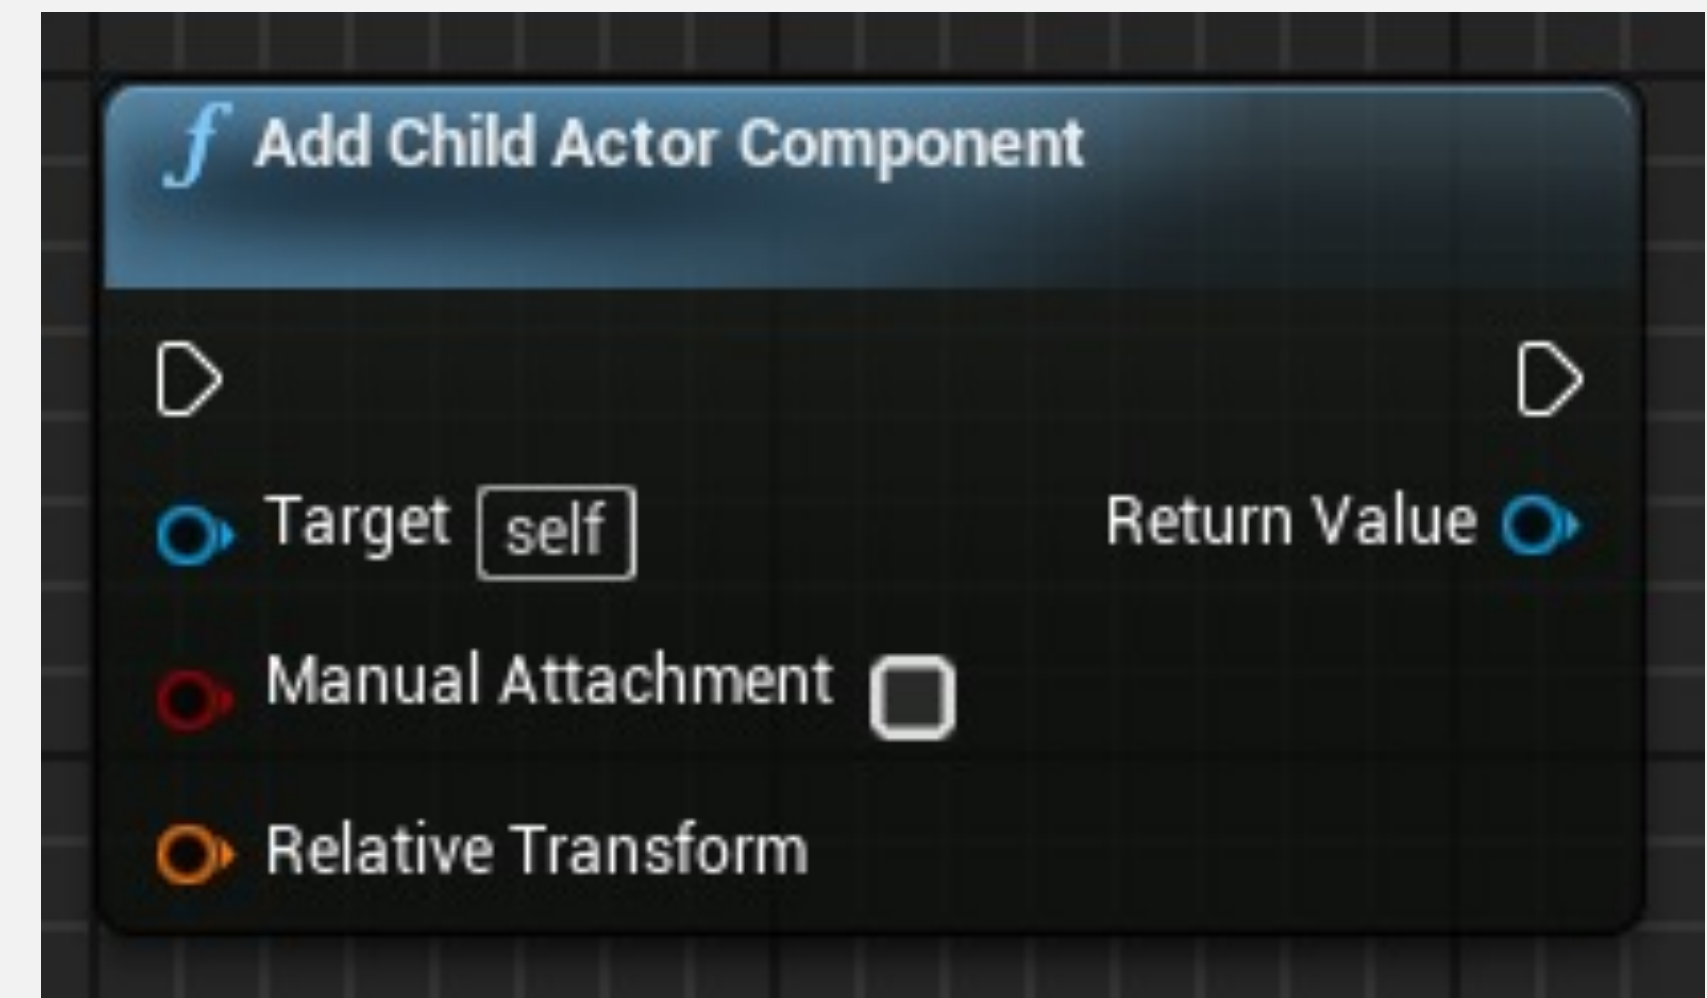 f Add Child Actor Component
Target self Return Value
Manual Attachment
Relative Transform